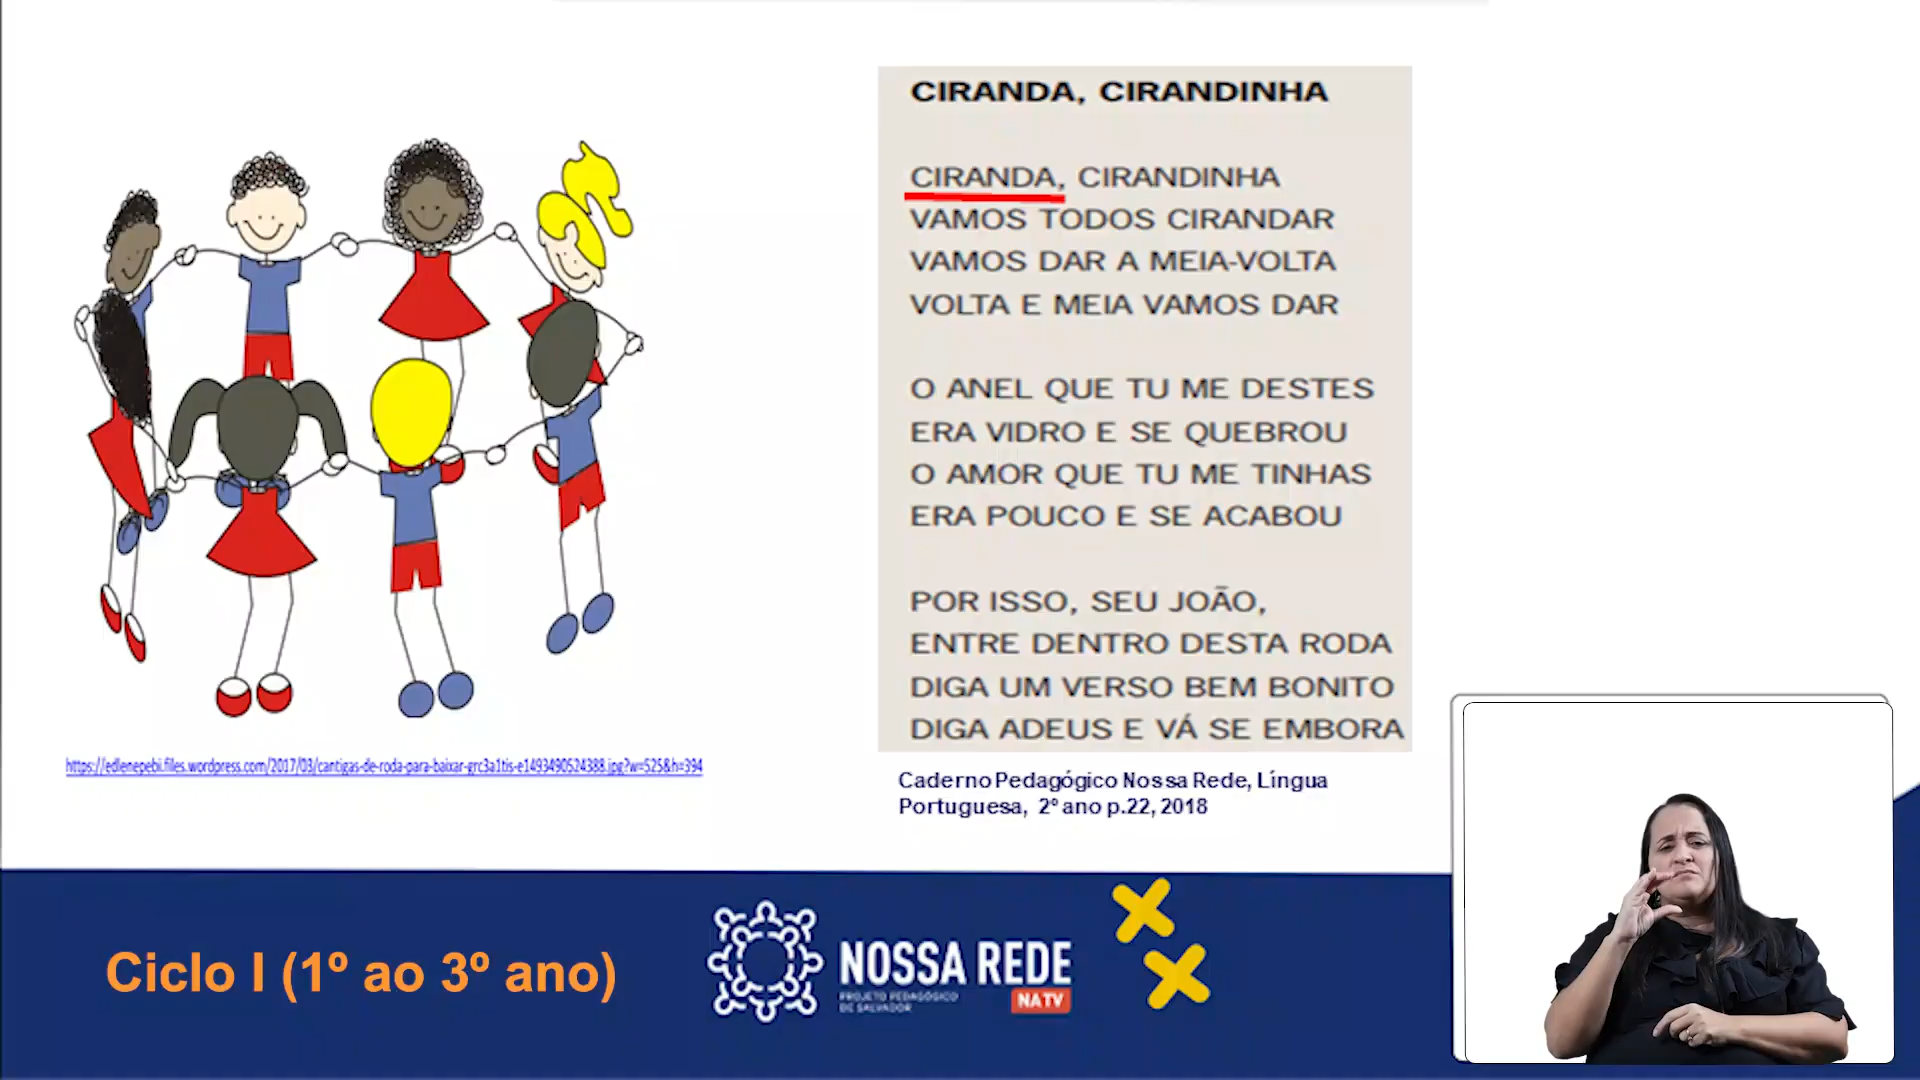 CIRANDA, CIRANDINHA
CIRANDA, CIRANDINHA
VAMOS TODOS CIRANDAR
VAMOS DAR A MEIA-VOLTA
VOLTA E MEIA VAMOS DAR
O ANEL QUE TU ME DESTES
ERA VIDRO E SE QUEBROU
O AMOR QUE TU ME TINHAS
ERA POUCO E SE ACABOU
POR ISSO, SEU JOÃO,
ENTRE DENTRO DESTA RODA
DIGA UM VERSO BEM BONITO
DIGA ADEUS E VÁ SE EMBORA
https://edlenepebi.files.wordpress.com/2017/03/cantigas-de-roda-para-baixar-grc3a1tis-e1493490524388.jpg?w=525&h=394
Caderno Pedagógico Nossa Rede, Língua
Portuguesa, 2º ano p.22, 2018
Ciclo I (1º ao 3º ano)
NOSSA REDE
PROJETO PEDAGÓGICO
DE SALVADOR
NA TV